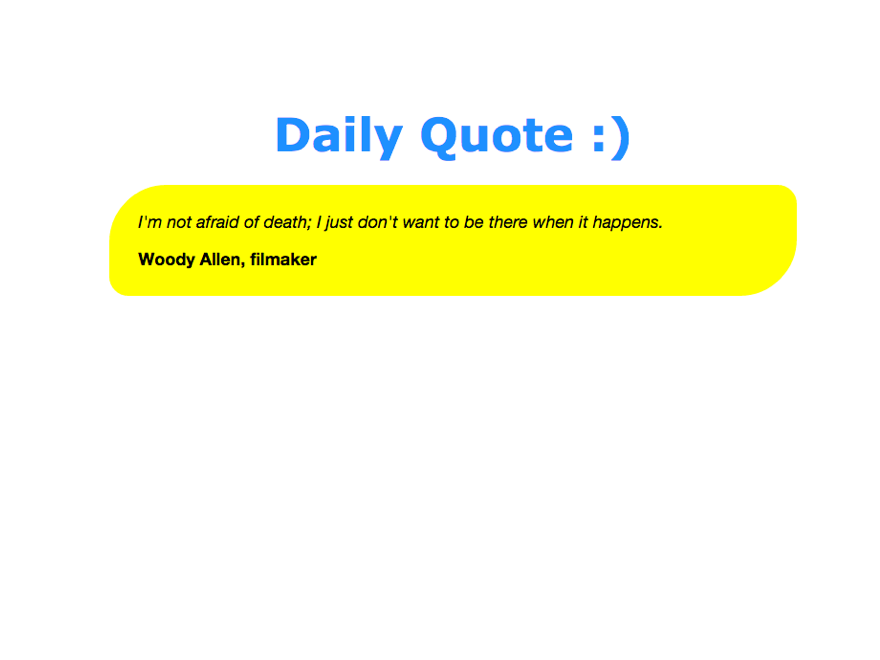 Daily Quote :)
I'm not afraid of death; I just don't want to be there when it happens.
Woody Allen, filmaker